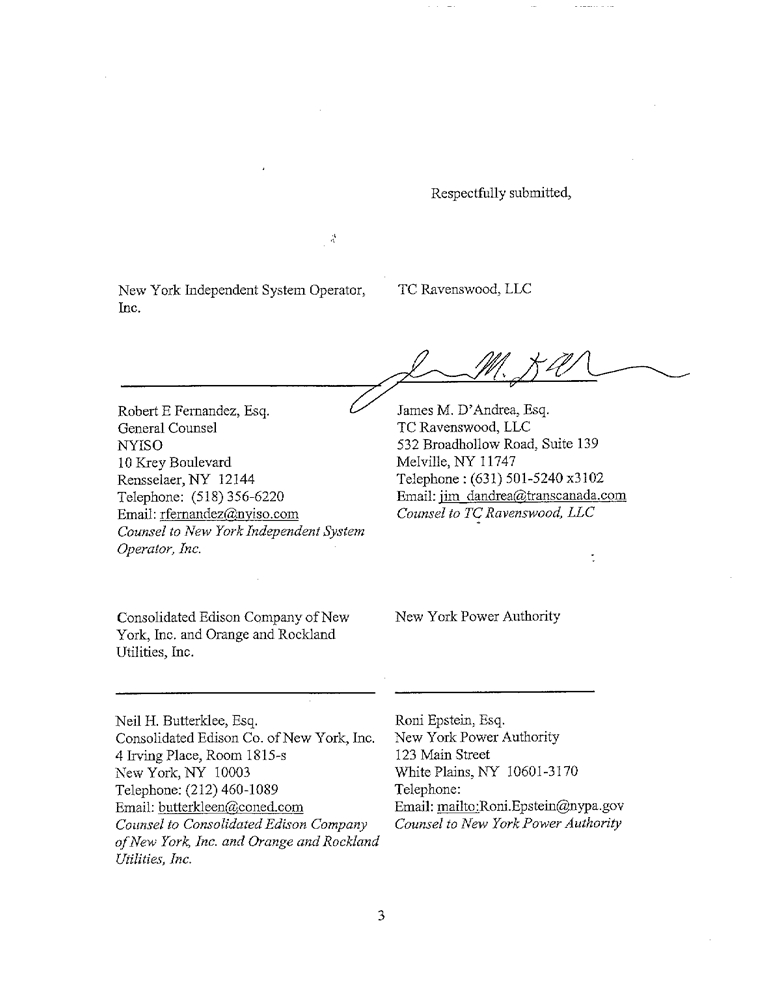 Respectfully submitted,
New York Independent System Operator,
Inc.
TC Ravenswood, LLC
Robert E Fernandez, Esq.
General Counsel
NYISO
10 Krey Boulevard
Rensselaer, NY 12144
Telephone: (518) 356-6220
Email: rfernandez@nyiso.com
Counsel to New York Independent System
Operator, Inc.
James M. D'Andrea, Esq.
TC Ravenswood, LLC
532 Broadhollow Road, Suite 139
Melville, NY 11747
Telephone : (631) 501-5240 x3102
Email: jim_dandrea@transcanada.com
Counsel to TC Ravenswood, LLC
Consolidated Edison Company of New
York, Inc. and Orange and Rockland
Utilities, Inc.
New York Power Authority
Neil H. Butterklee, Esq.
Consolidated Edison Co. of New York, Inc.
4 Irving Place, Room 1815-s
New York, NY 10003
Telephone: (212) 460-1089
Email: butterkleen@coned.com
Counsel to Consolidated Edison Company
of New York, Inc. and Orange and Rockland
Utilities, Inc.
Roni Epstein, Esq.
New York Power Authority
123 Main Street
White Plains, NY 10601-3170
Telephone:
Email: mailto:Roni.Epstein@nypa.gov
Counsel to New York Power Authority
3